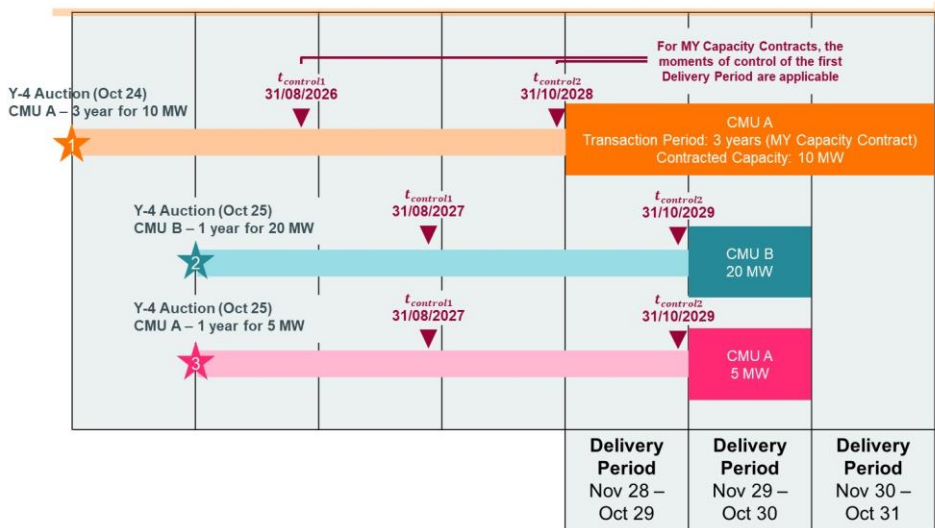 For MY Capacity Contracts, the
moments of control of the first
Delivery Period are applicable
t_control1
31/08/2026
t_control2
31/10/2028
Y-4 Auction (Oct 24)
CMU A – 3 year for 10 MW
1
CMU A
Transaction Period: 3 years (MY Capacity Contract)
Contracted Capacity: 10 MW
Y-4 Auction (Oct 25)
CMU B – 1 year for 20 MW
t_control1
31/08/2027
t_control2
31/10/2029
2
CMU B
20 MW
Y-4 Auction (Oct 25)
CMU A – 1 year for 5 MW
t_control1
31/08/2027
t_control2
31/10/2029
3
CMU A
5 MW
Delivery
Period
Nov 28 –
Oct 29
Delivery
Period
Nov 29 –
Oct 30
Delivery
Period
Nov 30 –
Oct 31